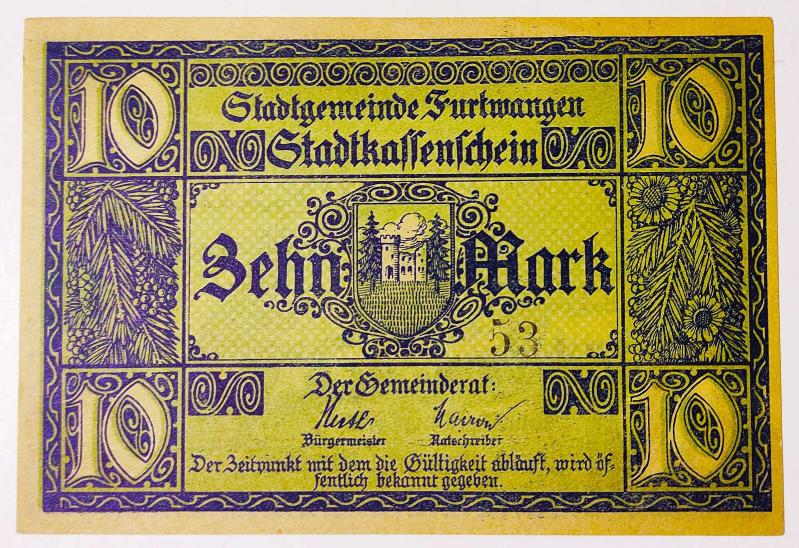 10 10
Stadtgemeinde Furtwangen
Stadtkassenschein
Zehn Mark
53
Der Gemeinderat:
Bürgermeister Ratschreiber
10 10
Der Zeitpunkt mit dem die Gültigkeit abläuft, wird öf-
fentlich bekannt gegeben.